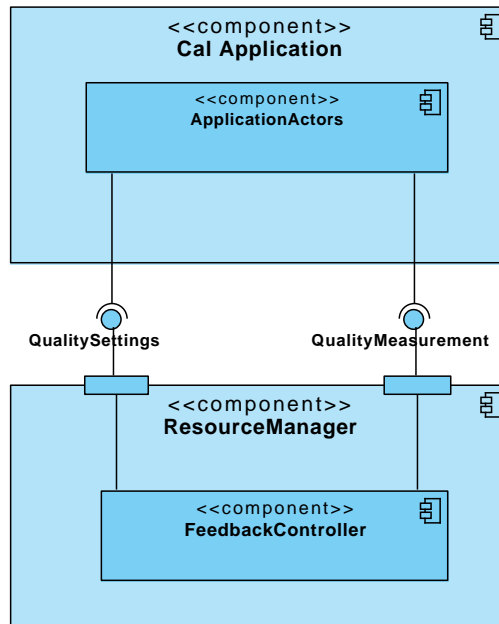 <<component>>
Cal Application
<<component>>
ApplicationActors
QualitySettings
QualityMeasurement
<<component>>
ResourceManager
<<component>>
FeedbackController